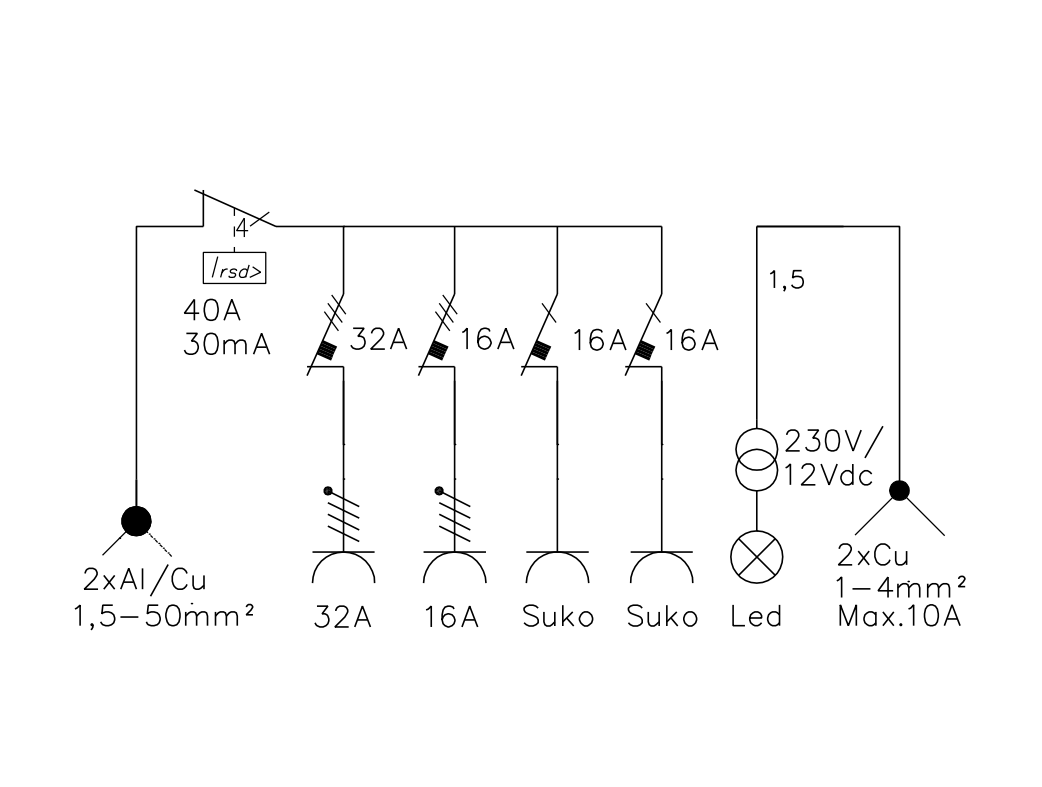 4
Irsd>
40A
30mA
32A
16A
16A
16A
1,5
230V/
12Vdc
2xAl/Cu
1,5-50mm²
32A
16A
Suko
Suko
Led
2xCu
1-4mm²
Max.10A